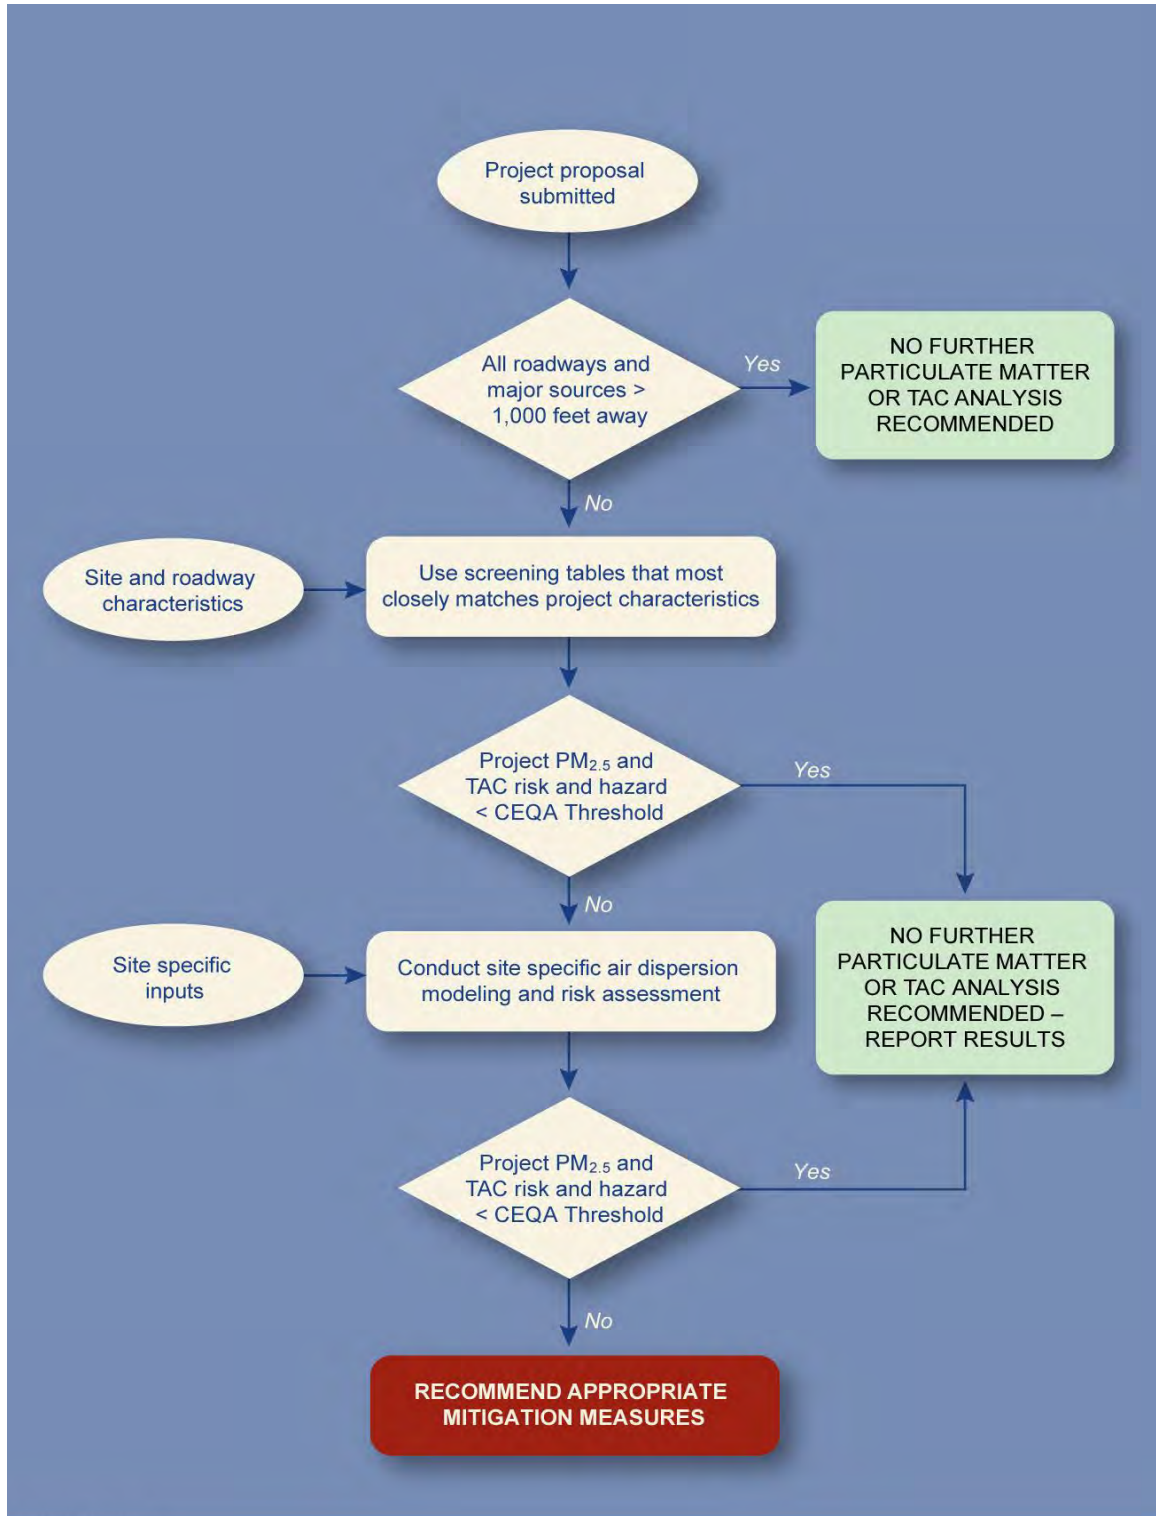 Project proposal
submitted
All roadways and
major sources >
1,000 feet away
Yes
NO FURTHER
PARTICULATE MATTER
OR TAC ANALYSIS
RECOMMENDED
No
Site and roadway
characteristics
Use screening tables that most
closely matches project characteristics
Project PM2.5 and
TAC risk and hazard
< CEQA Threshold
Yes
No
NO FURTHER
PARTICULATE MATTER
OR TAC ANALYSIS
RECOMMENDED –
REPORT RESULTS
Site specific
inputs
Conduct site specific air dispersion
modeling and risk assessment
Project PM2.5 and
TAC risk and hazard
< CEQA Threshold
Yes
No
RECOMMEND APPROPRIATE
MITIGATION MEASURES